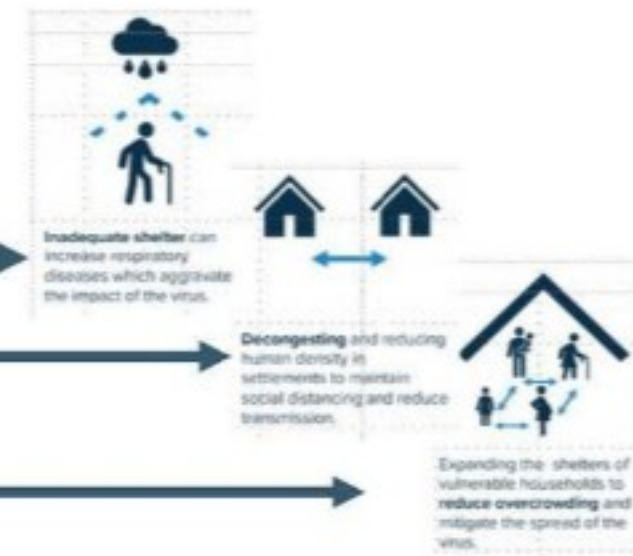 Inadequate shelter can
increase respiratory
diseases which aggravate
the impact of the virus.
Decongesting and reducing
human density in
settlements to maintain
social distancing and reduce
transmission.
Expanding the shelters of
vulnerable households to
reduce overcrowding and
mitigate the spread of the
virus.